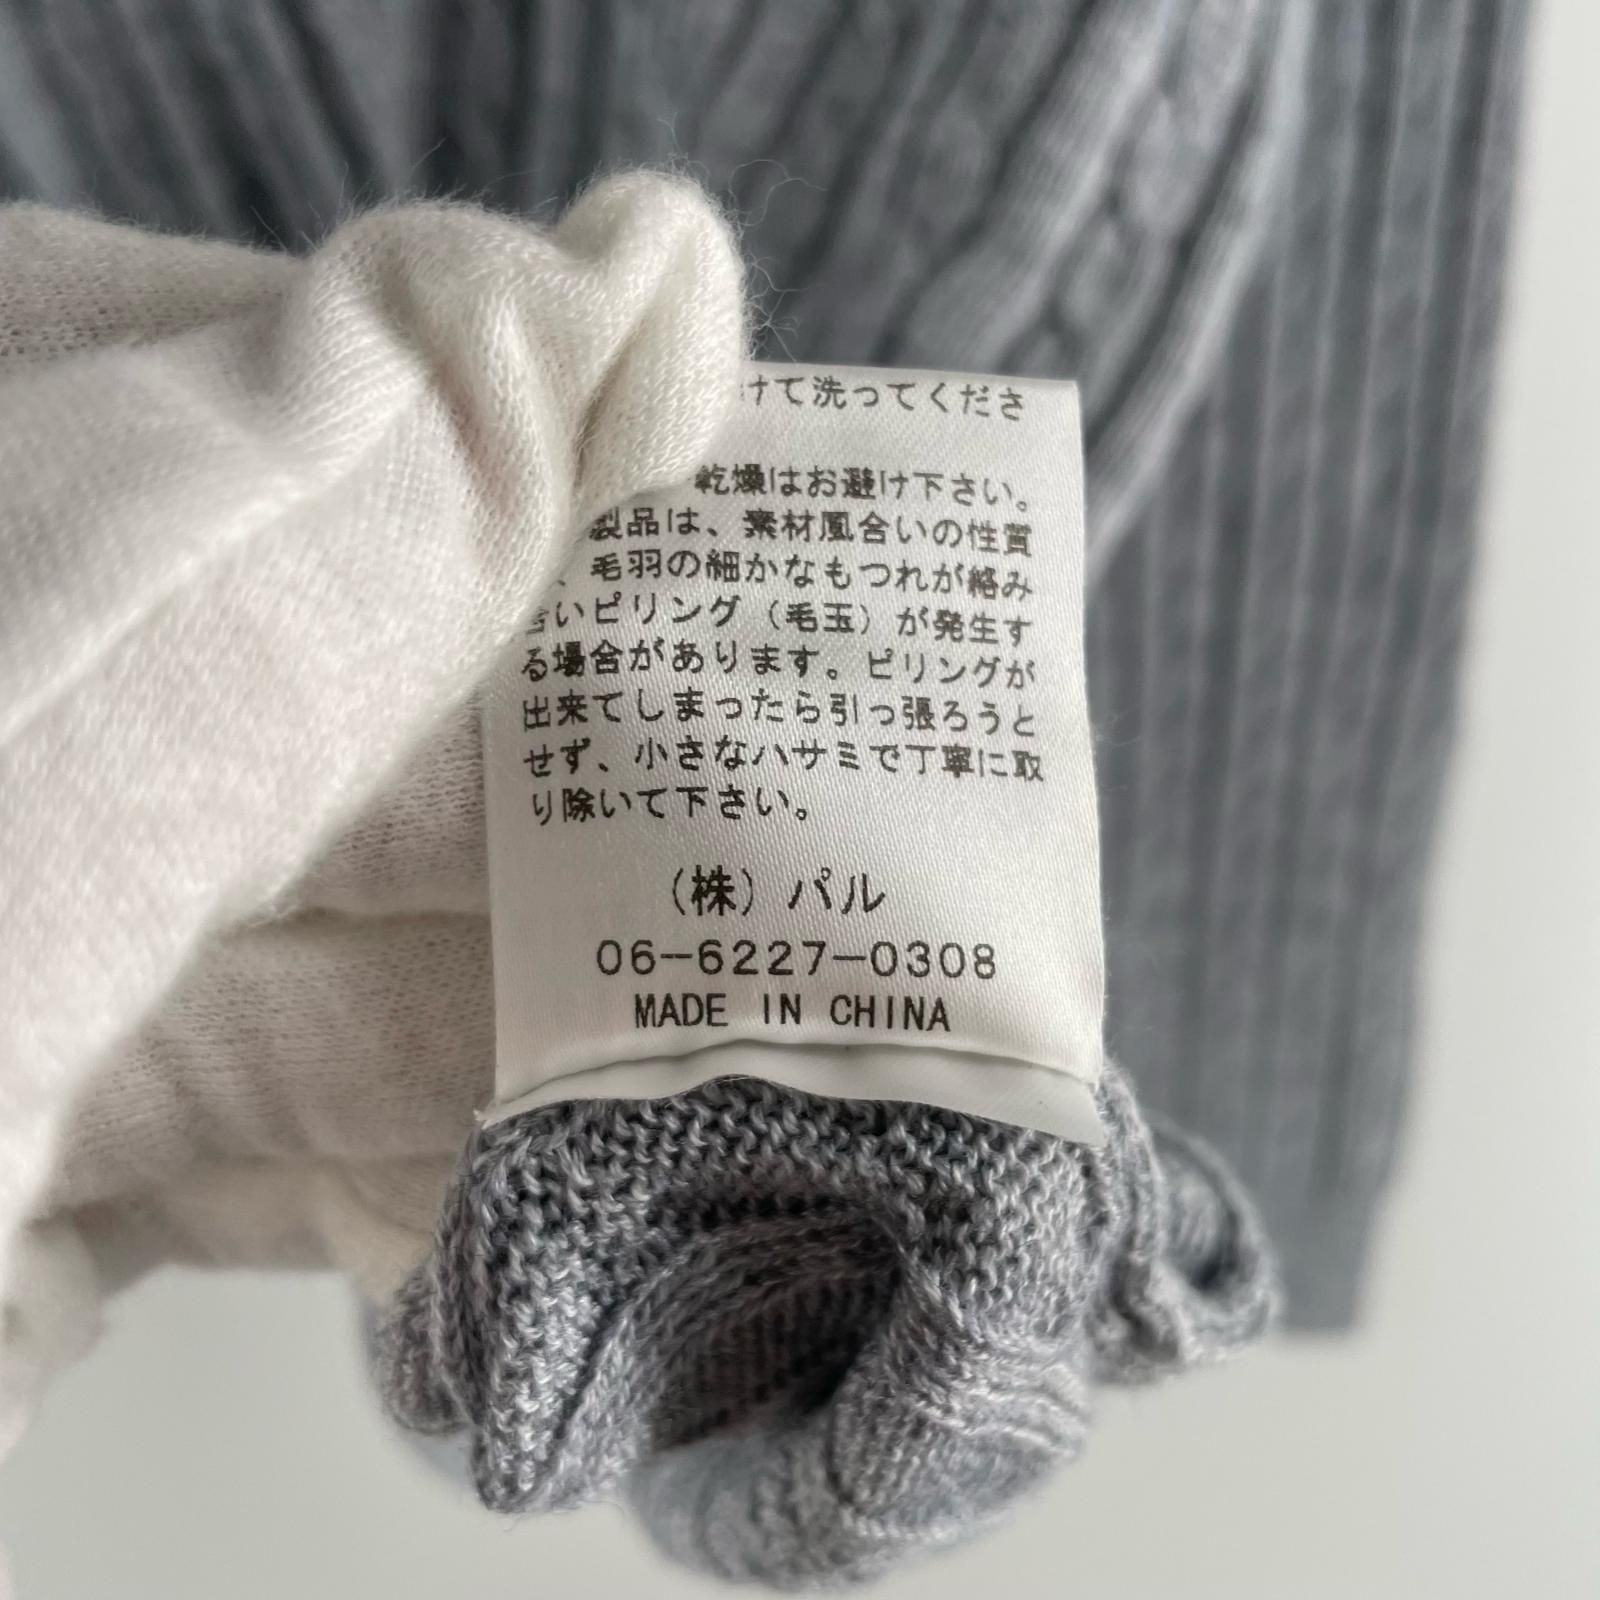 けて洗ってくださ
乾燥はお避け下さい。
製品は、素材風合いの性質
、毛羽の細かなもつれが絡み
合いピリング(毛玉)が発生す
る場合があります。ピリングが
出来てしまったら引っ張ろうと
せず、小さなハサミで丁寧に取
り除いて下さい。
(株)パル
06-6227-0308
MADE IN CHINA